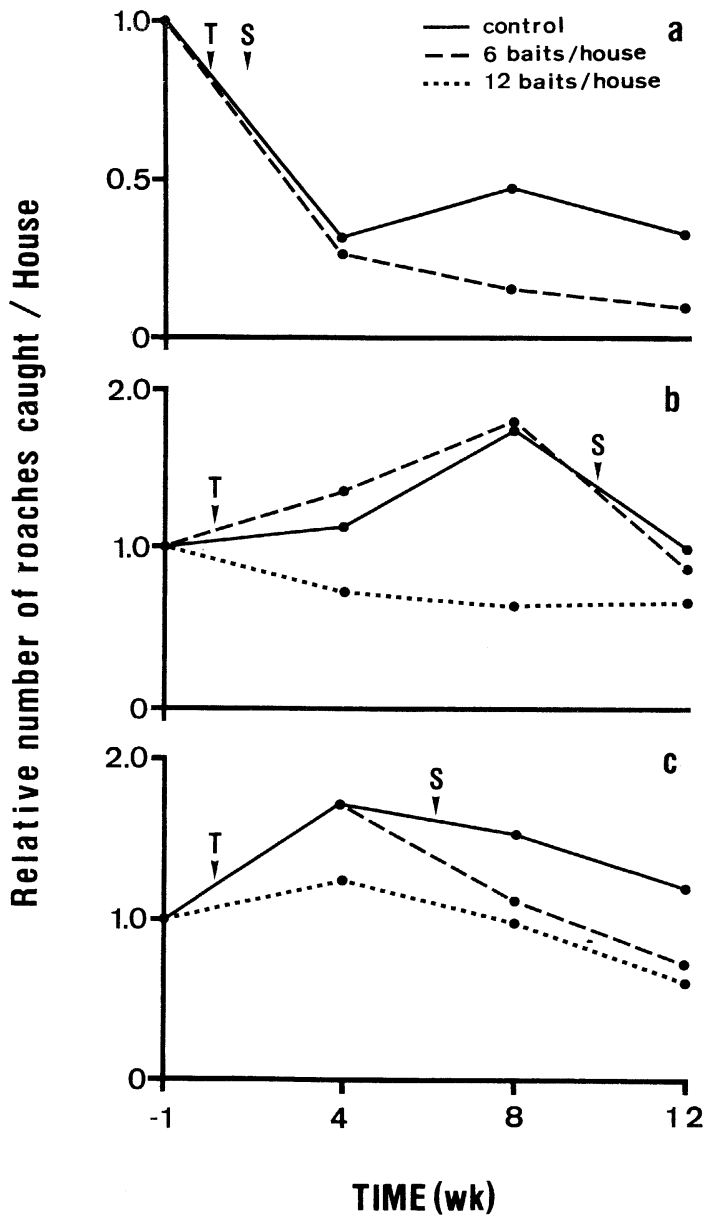 1.0
T S
a
control
6 baits/house
12 baits/house
0.5
0
2.0
b
T
S
1.0
0
2.0
c
T
S
1.0
0
-1 4 8 12
TIME (wk)
Relative number of roaches caught / House